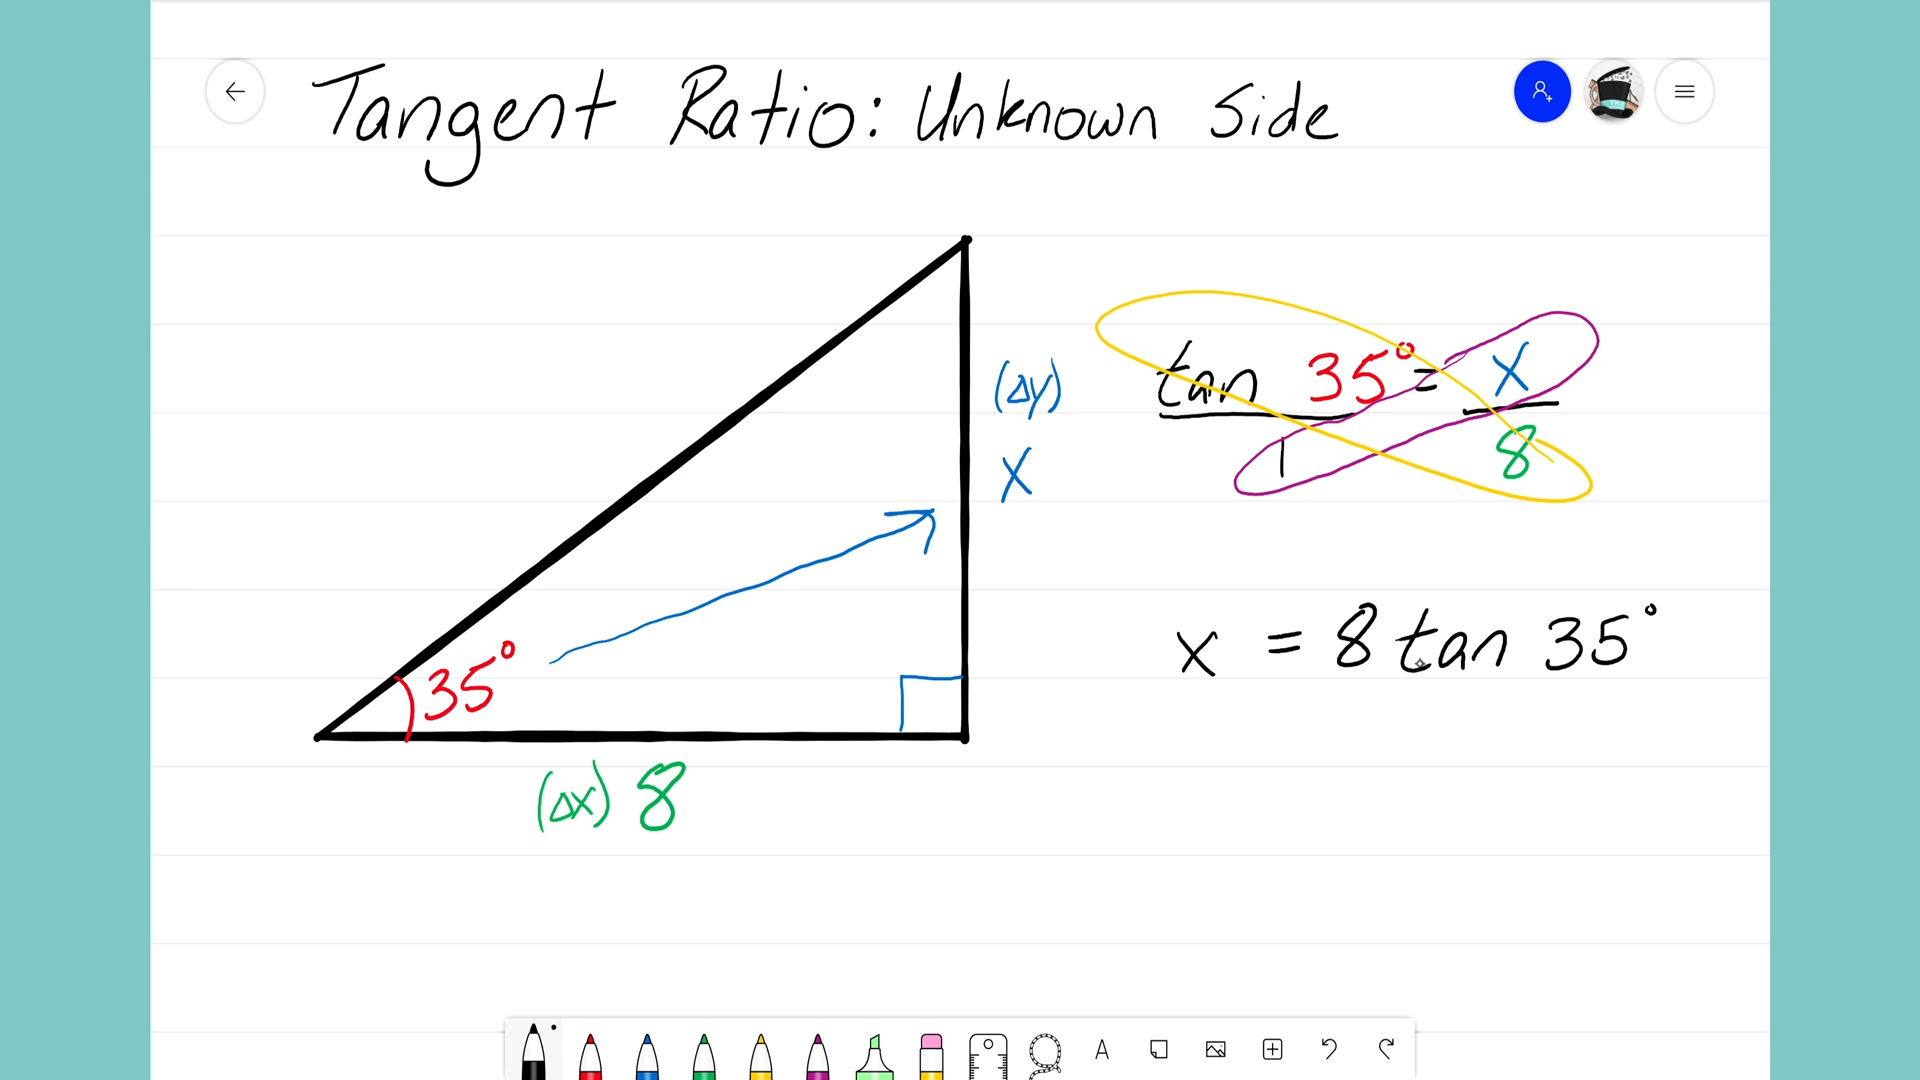 Tangent Ratio: Unknown Side
(Δy)
x
35°
(Δx) 8
tan 35° = x
1 8
x = 8 tan 35°
A